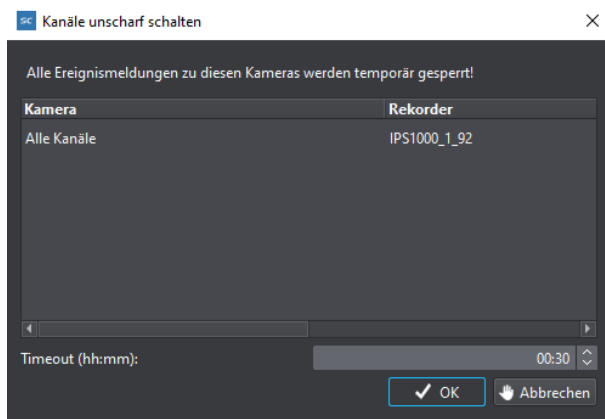 SC Kanäle unscharf schalten
Alle Ereignismeldungen zu diesen Kameras werden temporär gesperrt!
Kamera Rekorder
Alle Kanäle IPS1000_1_92
Timeout (hh:mm): 00:30
OK Abbrechen